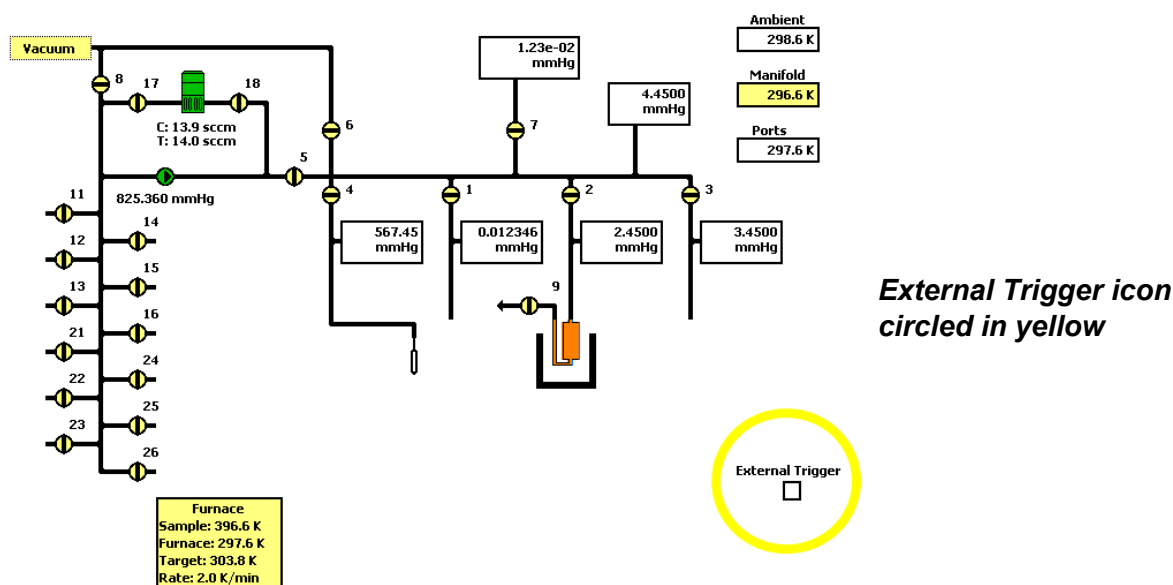 Vacuum
8
17
18
C: 13.9 sccm
T: 14.0 sccm
825.360 mmHg
5
6
4
1
7
2
3
1.23e-02
mmHg
4.4500
mmHg
Ambient
298.6 K
Manifold
296.6 K
Ports
297.6 K
567.45
mmHg
0.012346
mmHg
2.4500
mmHg
3.4500
mmHg
9
11
14
12
15
13
16
21
24
22
25
23
26
External Trigger icon
circled in yellow
External Trigger
Furnace
Sample: 396.6 K
Furnace: 297.6 K
Target: 303.8 K
Rate: 2.0 K/min